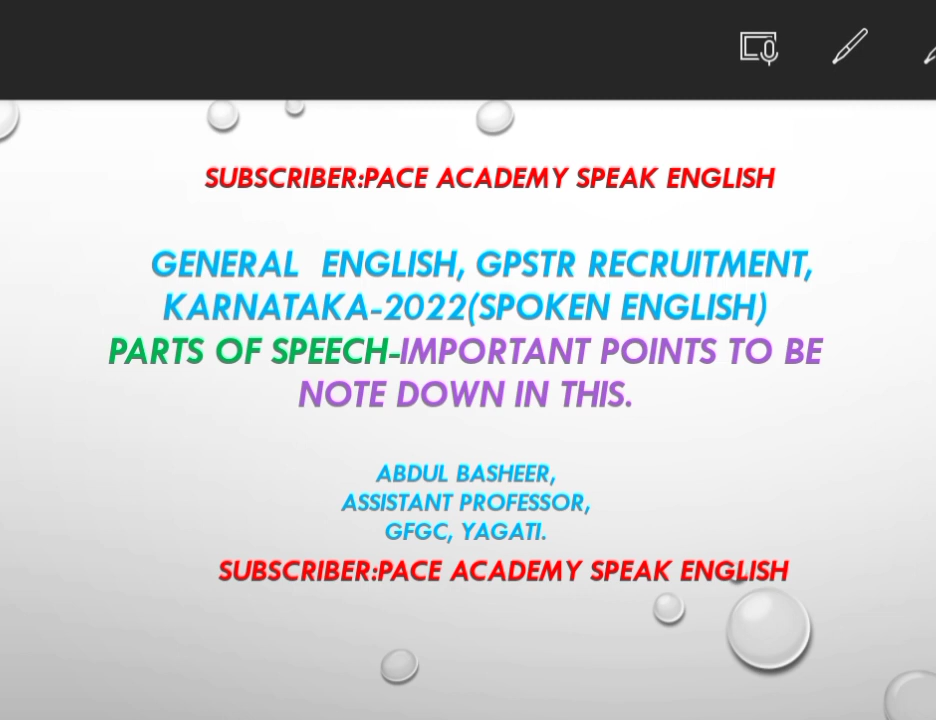 SUBSCRIBER:PACE ACADEMY SPEAK ENGLISH
GENERAL ENGLISH, GPSTR RECRUITMENT,
KARNATAKA-2022(SPOKEN ENGLISH)
PARTS OF SPEECH-IMPORTANT POINTS TO BE
NOTE DOWN IN THIS.
ABDUL BASHEER,
ASSISTANT PROFESSOR,
GFGC, YAGATI.
SUBSCRIBER:PACE ACADEMY SPEAK ENGLISH